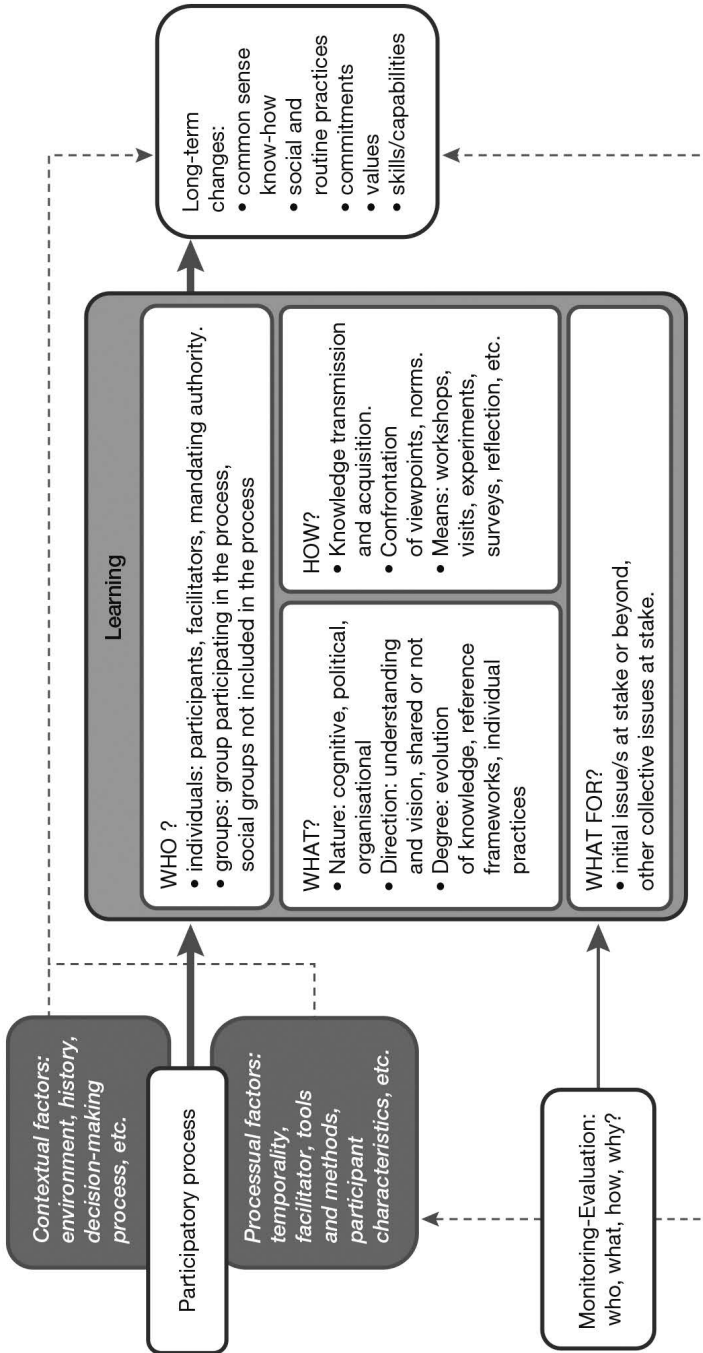 Contextual factors:
environment, history,
decision-making
process, etc.
Participatory process
Processual factors:
temporality,
facilitator, tools
and methods,
participant
characteristics, etc.
Monitoring-Evaluation:
who, what, how, why?
Learning
WHO ?
• individuals: participants, facilitators, mandating authority.
• groups: group participating in the process,
social groups not included in the process
WHAT?
• Nature: cognitive, political,
organisational
• Direction: understanding
and vision, shared or not
• Degree: evolution
of knowledge, reference
frameworks, individual
practices
HOW?
• Knowledge transmission
and acquisition.
• Confrontation
of viewpoints, norms.
• Means: workshops,
visits, experiments,
surveys, reflection, etc.
WHAT FOR?
• initial issue/s at stake or beyond,
other collective issues at stake.
Long-term
changes:
• common sense
know-how
• social and
routine practices
• commitments
• values
• skills/capabilities